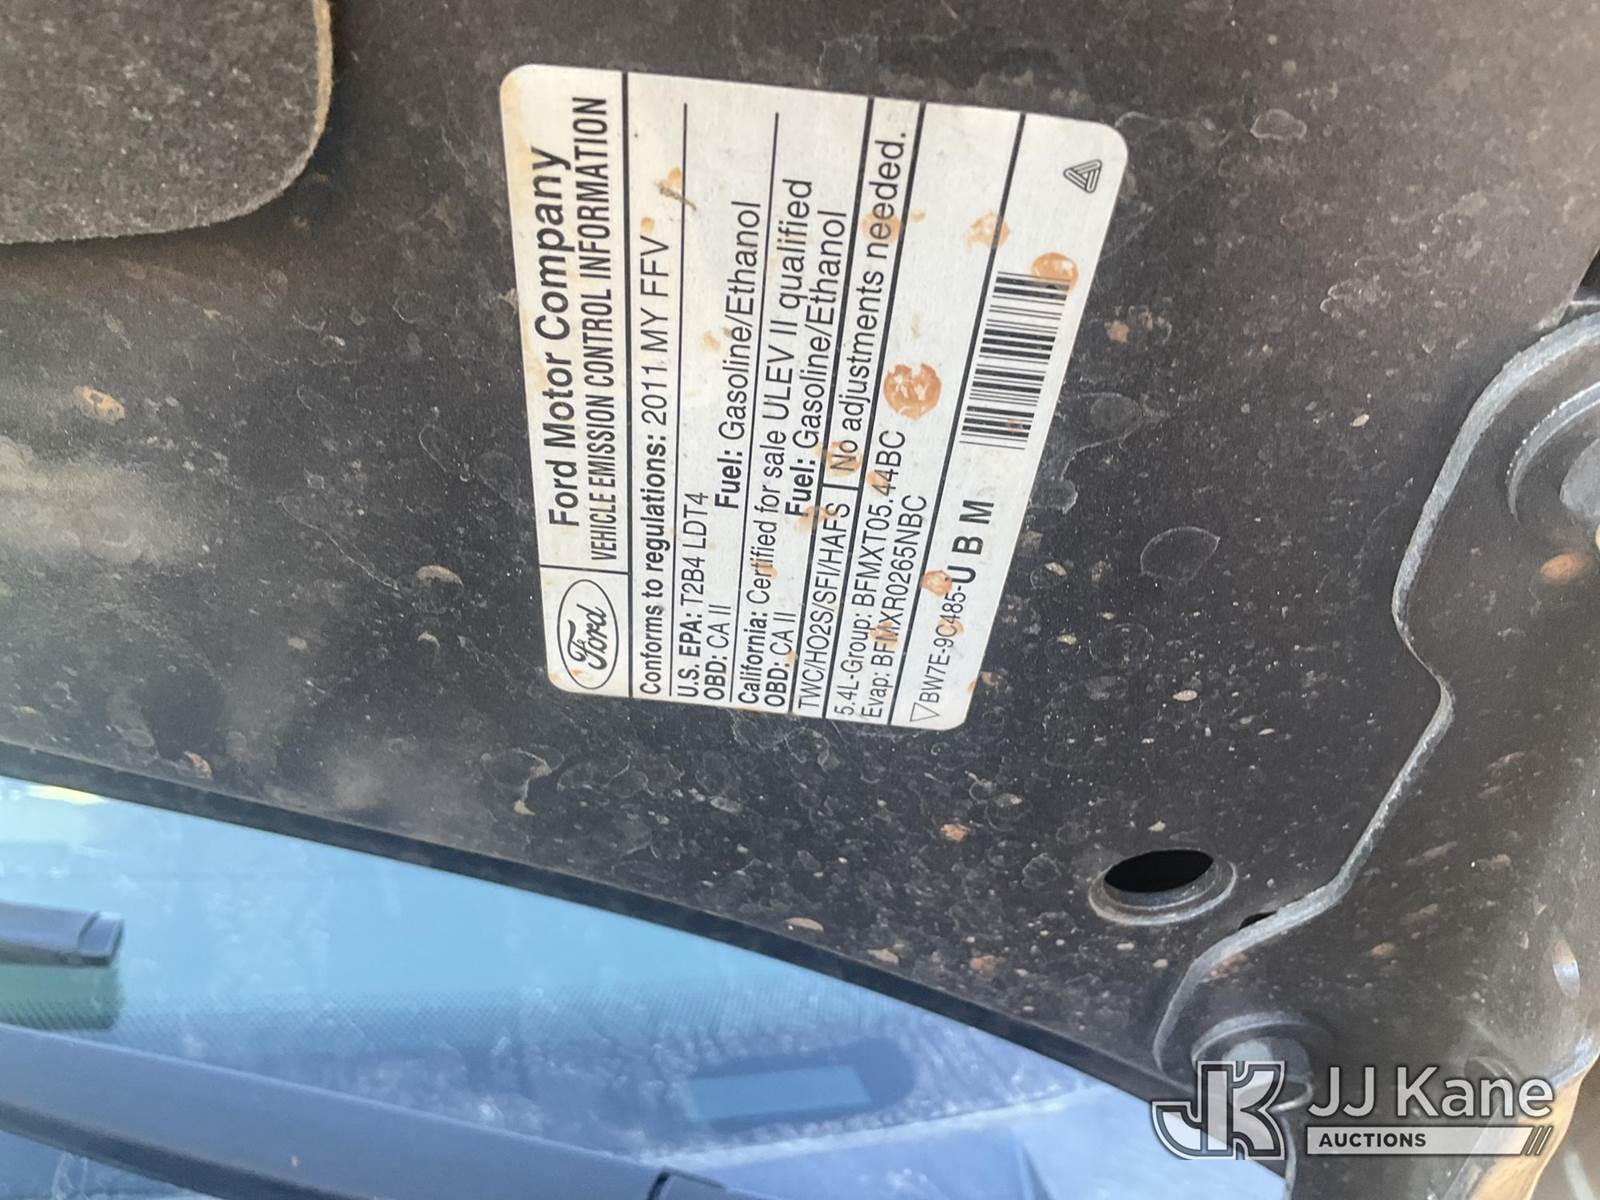 Ford
Ford Motor Company
VEHICLE EMISSION CONTROL INFORMATION
Conforms to regulations: 2011 MY FFV
U.S. EPA: T2B4 LDT4
OBD: CA II Fuel: Gasoline/Ethanol
California: Certified for sale ULEV II qualified
OBD: CA II Fuel: Gasoline/Ethanol
TWC/HO2S/SFI/HAFS No adjustments needed.
5.4L-Group: BFMXT05.44BC
Evap: BFMXR0265NBC
▽BW7E-9C485-U B M
JK JJ Kane
AUCTIONS